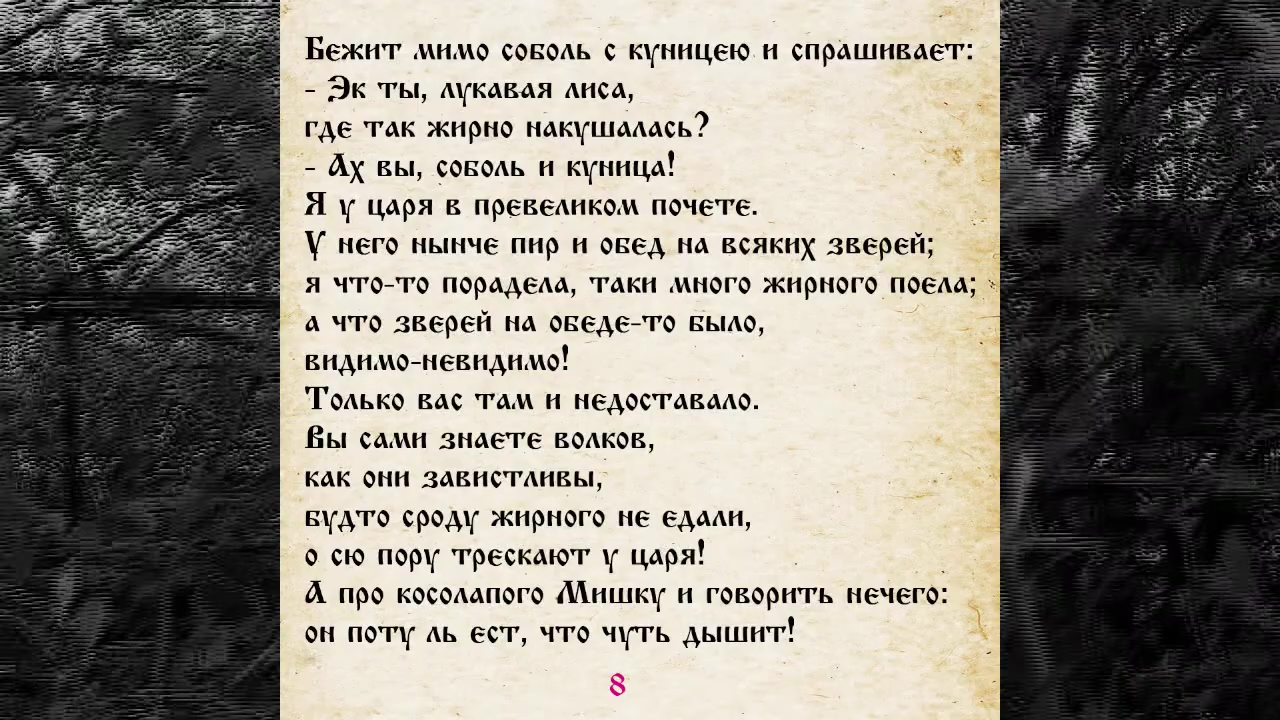 Бежит мимо соболь с куницею и спрашивает:
- Эк ты, лукавая лиса,
где так жирно накушалась?
- Ах вы, соболь и куница!
Я у царя в превеликом почете.
У него нынче пир и обед на всяких зверей;
я что-то порадела, таки много жирного поела;
а что зверей на обеде-то было,
видимо-невидимо!
Только вас там и недоставало.
Вы сами знаете волков,
как они завистливы,
будто сроду жирного не едали,
о сю пору трескают у царя!
А про косолапого Мишку и говорить нечего:
он поту ль ест, что чуть дышит!
8